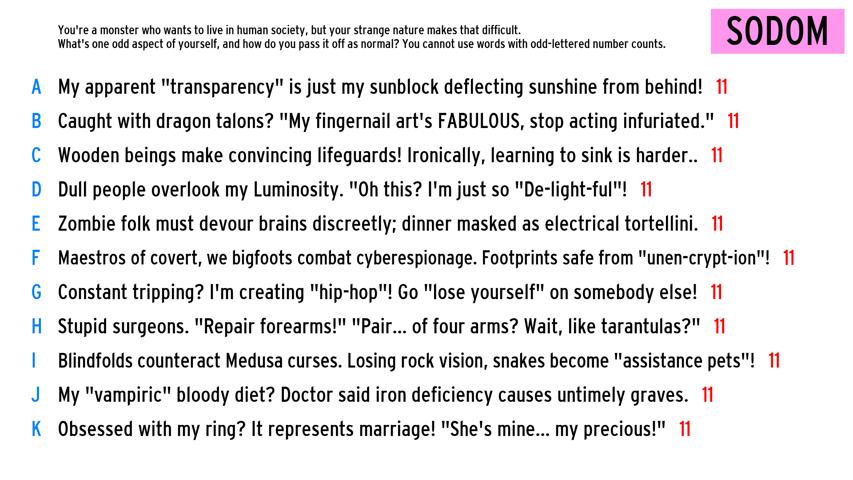 You're a monster who wants to live in human society, but your strange nature makes that difficult.
What's one odd aspect of yourself, and how do you pass it off as normal? You cannot use words with odd-lettered number counts.
SODOM
A My apparent "transparency" is just my sunblock deflecting sunshine from behind! 11
B Caught with dragon talons? "My fingernail art's FABULOUS, stop acting infuriated." 11
C Wooden beings make convincing lifeguards! Ironically, learning to sink is harder.. 11
D Dull people overlook my Luminosity. "Oh this? I'm just so "De-light-ful"! 11
E Zombie folk must devour brains discreetly; dinner masked as electrical tortellini. 11
F Maestros of covert, we bigfoots combat cyberespionage. Footprints safe from "unen-crypt-ion"! 11
G Constant tripping? I'm creating "hip-hop"! Go "lose yourself" on somebody else! 11
H Stupid surgeons. "Repair forearms!" "Pair... of four arms? Wait, like tarantulas?" 11
I Blindfolds counteract Medusa curses. Losing rock vision, snakes become "assistance pets"! 11
J My "vampiric" bloody diet? Doctor said iron deficiency causes untimely graves. 11
K Obsessed with my ring? It represents marriage! "She's mine... my precious!" 11